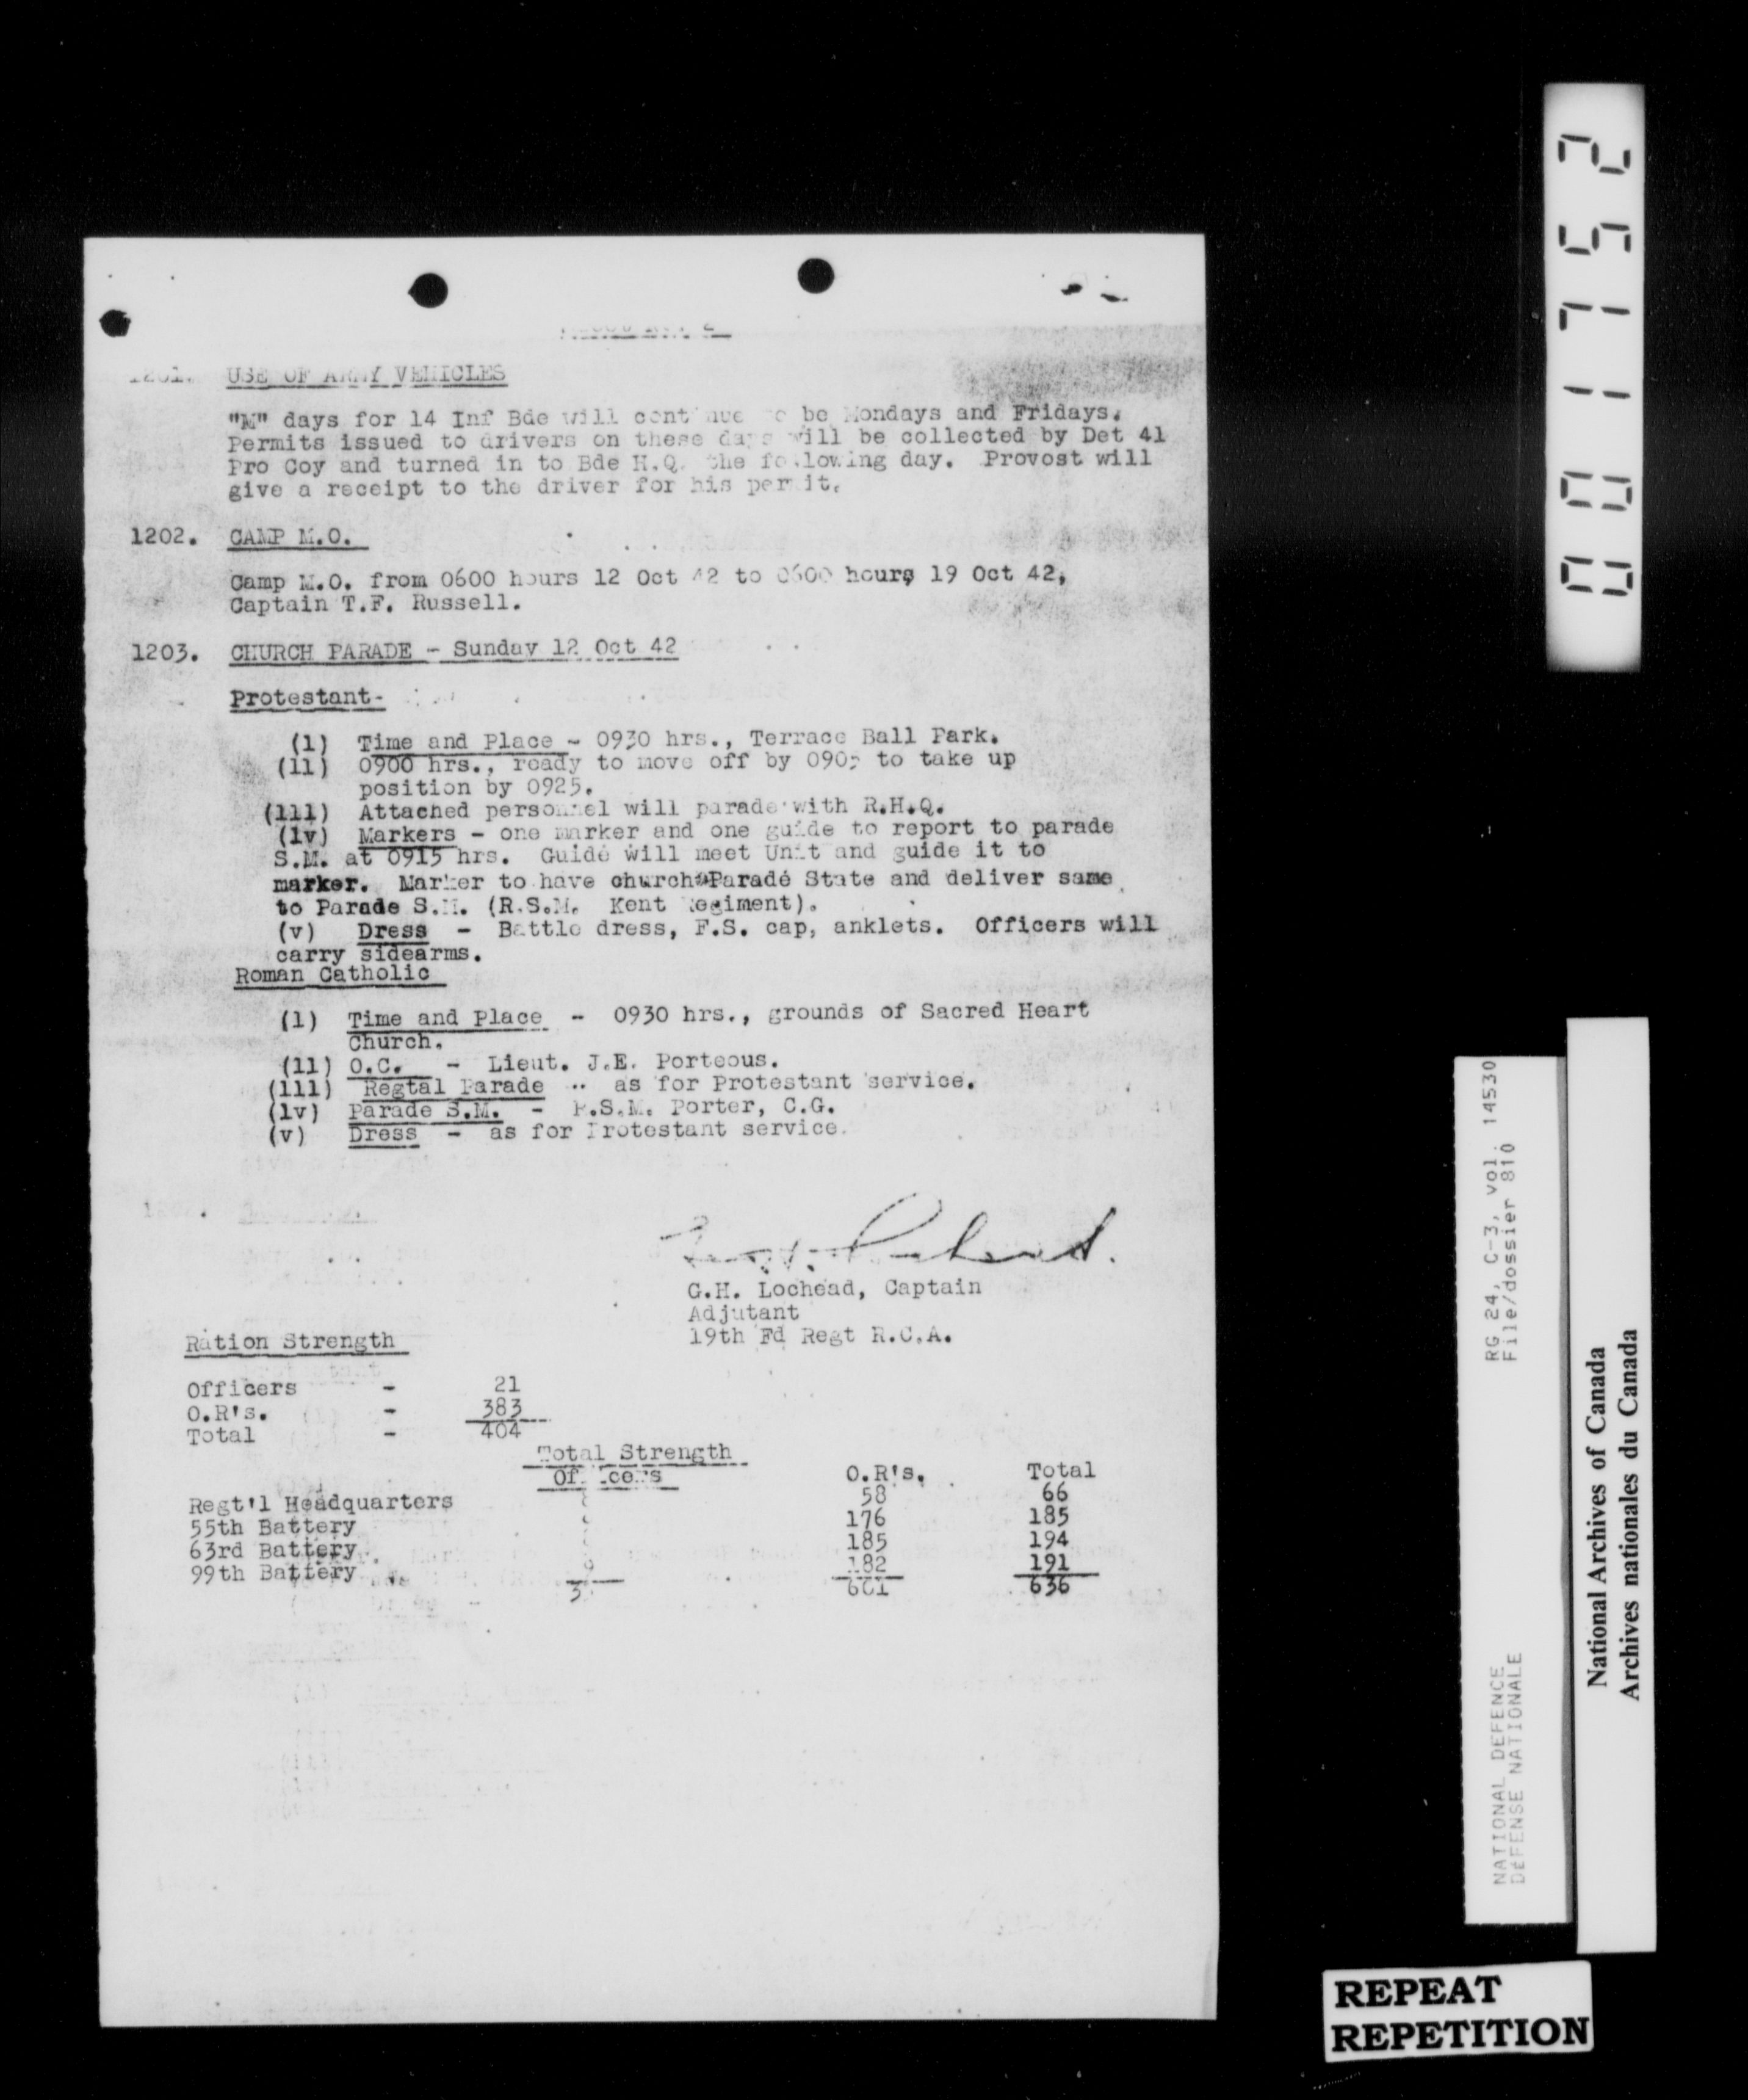 1201. USE OF ARMY VEHICLES
"M" days for 14 Inf Bde will continue to be Mondays and Fridays.
Permits issued to drivers on these days will be collected by Det 41
Pro Coy and turned in to Bde H.Q. the following day. Provost will
give a receipt to the driver for his permit.
1202. CAMP M.O.
Camp M.O. from 0600 hours 12 Oct 42 to 0600 hours 19 Oct 42,
Captain T.F. Russell.
1203. CHURCH PARADE - Sunday 12 Oct 42
Protestant-
(1) Time and Place - 0930 hrs., Terrace Ball Park.
(11) 0900 hrs., ready to move off by 0905 to take up
position by 0925.
(111) Attached personnel will parade with R.H.Q.
(1v) Markers - one marker and one guide to report to parade
S.M. at 0915 hrs. Guide will meet Unit and guide it to
marker. Marker to have church Parade State and deliver same
to Parade S.M. (R.S.M. Kent Regiment).
(v) Dress - Battle dress, F.S. cap, anklets. Officers will
carry sidearms.
Roman Catholic
(1) Time and Place - 0930 hrs., grounds of Sacred Heart
Church.
(11) O.C. - Lieut. J.E. Porteous.
(111) Regtal Parade - as for Protestant service.
(1v) Parade S.M. - B.S.M. Porter, C.G.
(v) Dress - as for Protestant service.
G.H. Lochead, Captain
Adjutant
19th Fd Regt R.C.A.
Ration Strength
Officers - 21
O.R's. - 383
Total - 404
Total Strength
Officers O.R's. Total
Regt'l Headquarters 58 66
55th Battery 176 185
63rd Battery 185 194
99th Battery 9 182 191
601 636
0011752
RG 24, C-3, vol. 14530
File/dossier 810
NATIONAL DEFENCE
DÉFENSE NATIONALE
National Archives of Canada
Archives nationales du Canada
REPEAT
REPETITION